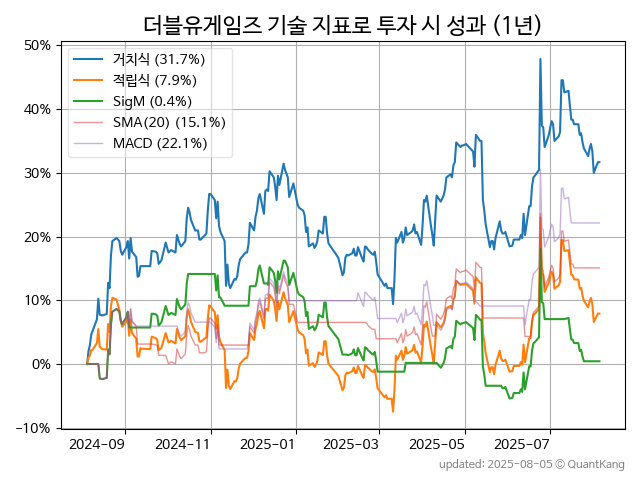 더블유게임즈 기술 지표로 투자 시 성과 (1년)
50%
40%
30%
20%
10%
0%
−10%
거치식 (31.7%)
적립식 (7.9%)
SigM (0.4%)
SMA(20) (15.1%)
MACD (22.1%)
2024-09
2024-11
2025-01
2025-03
2025-05
2025-07
updated: 2025-08-05 © QuantKang